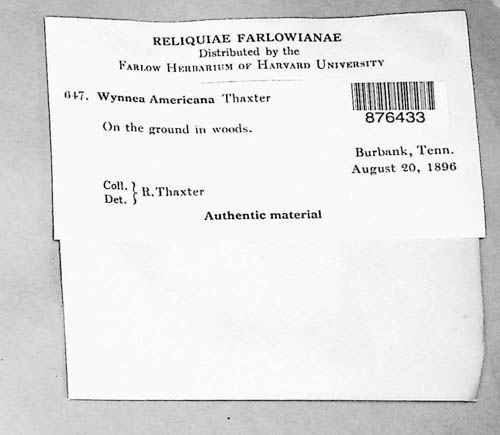 RELIQUIAE FARLOWIANAE
Distributed by the
FARLOW HERBARIUM OF HARVARD UNIVERSITY
647. Wynnea Americana Thaxter
876433
On the ground in woods.
Burbank, Tenn.
August 20, 1896
Coll. } R. Thaxter
Det.
Authentic material